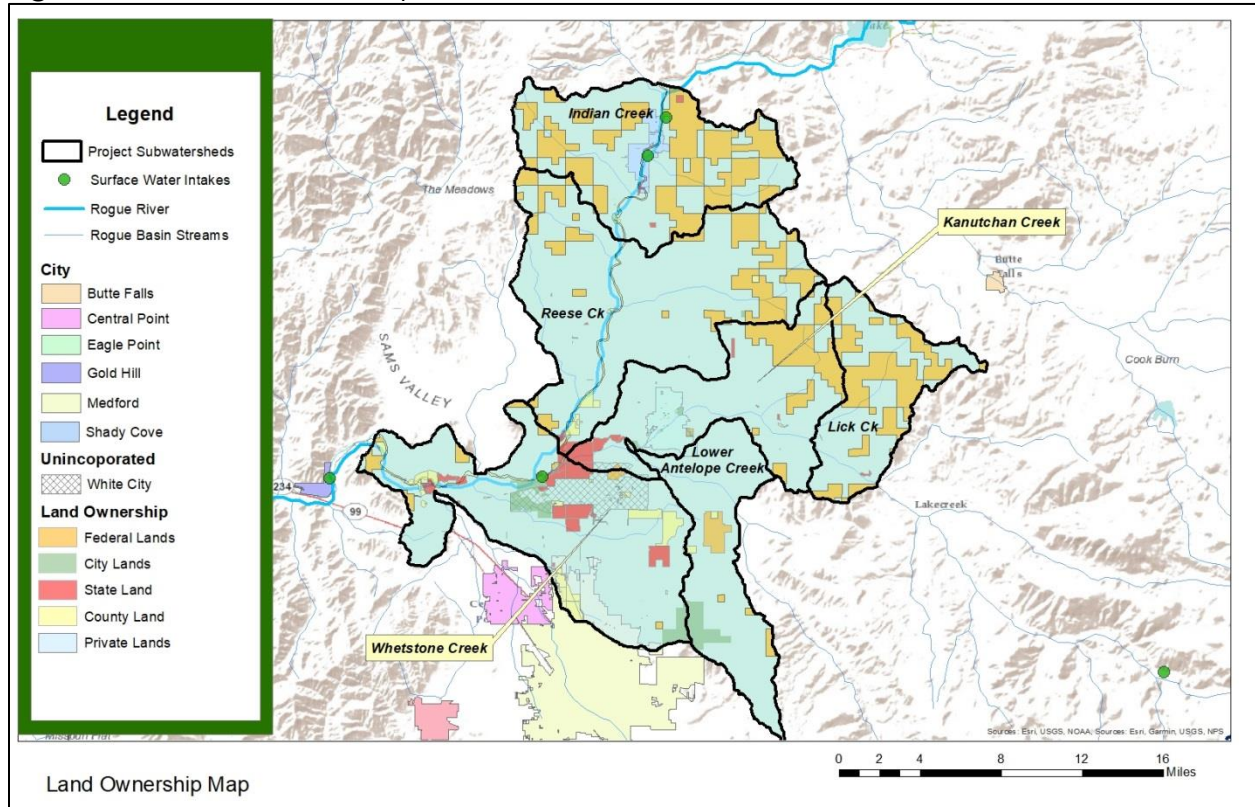 Legend
Project Subwatersheds
Surface Water Intakes
Rogue River
Rogue Basin Streams
City
Butte Falls
Central Point
Eagle Point
Gold Hill
Medford
Shady Cove
Unincoporated
White City
Land Ownership
Federal Lands
City Lands
State Land
County Land
Private Lands
Lake
Indian Creek
The Meadows
Kanutchan Creek
Butte
Falls
Reese Ck
SAMS VALLEY
Cook Burn
Lick Ck
Lower
Antelope Creek
234
99
Lakecreek
Whetstone Creek
Sources: Esri, USGS, NOAA, Sources: Esri, Garmin, USGS, NPS
Land Ownership Map
0 2 4 8 12 16
Miles